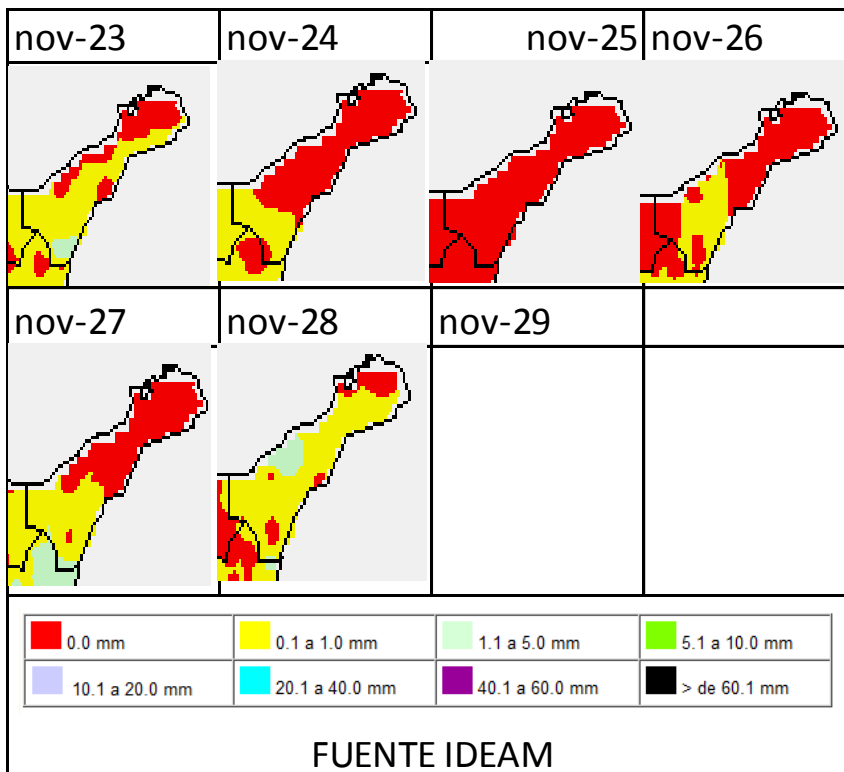 nov-23 nov-24 nov-25 nov-26
nov-27 nov-28 nov-29
0.0 mm 0.1 a 1.0 mm 1.1 a 5.0 mm 5.1 a 10.0 mm
10.1 a 20.0 mm 20.1 a 40.0 mm 40.1 a 60.0 mm > de 60.1 mm
FUENTE IDEAM